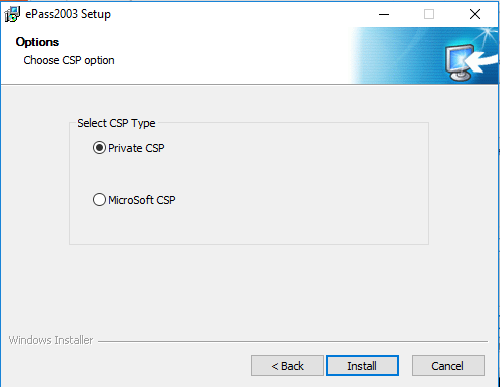 ePass2003 Setup
Options
Choose CSP option
Select CSP Type
Private CSP
MicroSoft CSP
Windows Installer
< Back
Install
Cancel